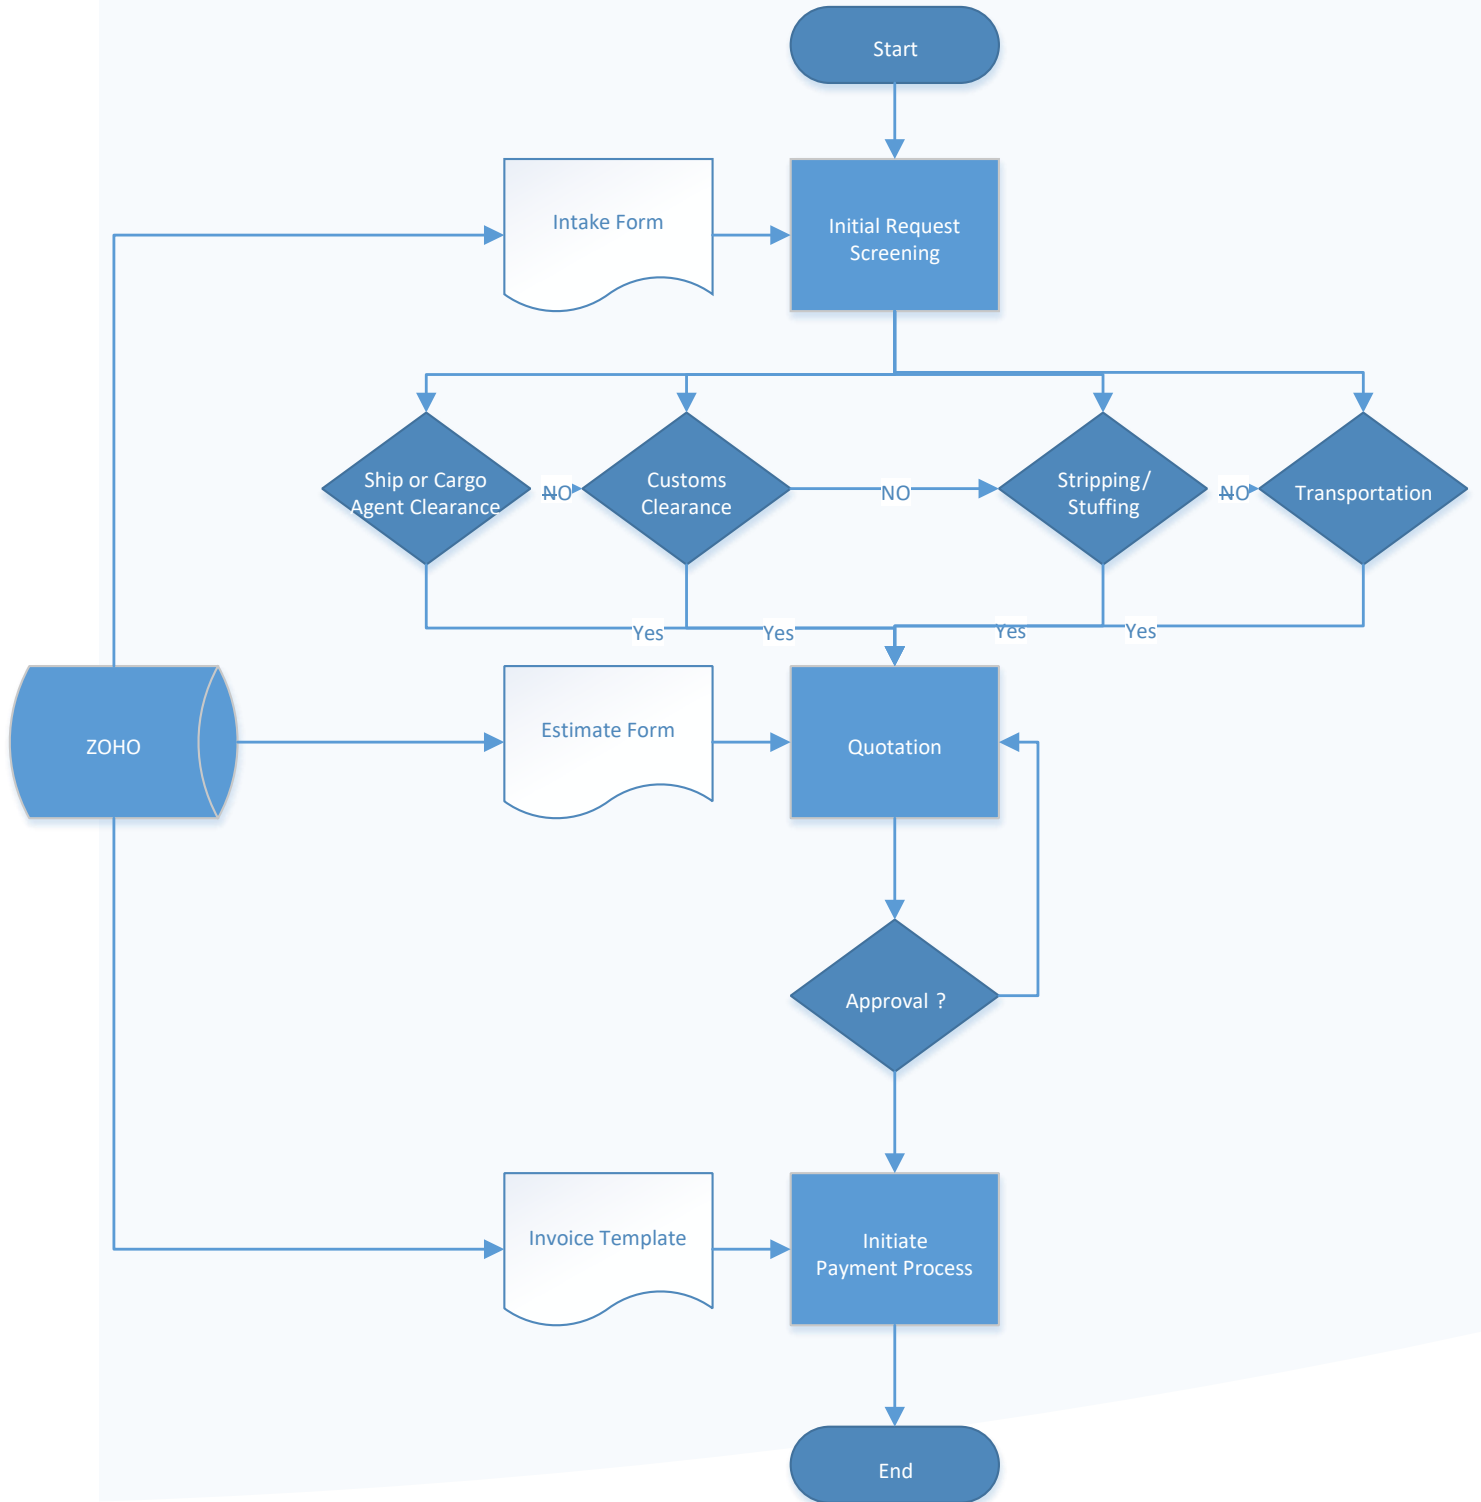 Start
Intake Form
Initial Request
Screening
Ship or Cargo
Agent Clearance
NO
Customs
Clearance
NO
Stripping/
Stuffing
NO
Transportation
Yes
Yes
Yes
Yes
ZOHO
Estimate Form
Quotation
Approval ?
Invoice Template
Initiate
Payment Process
End